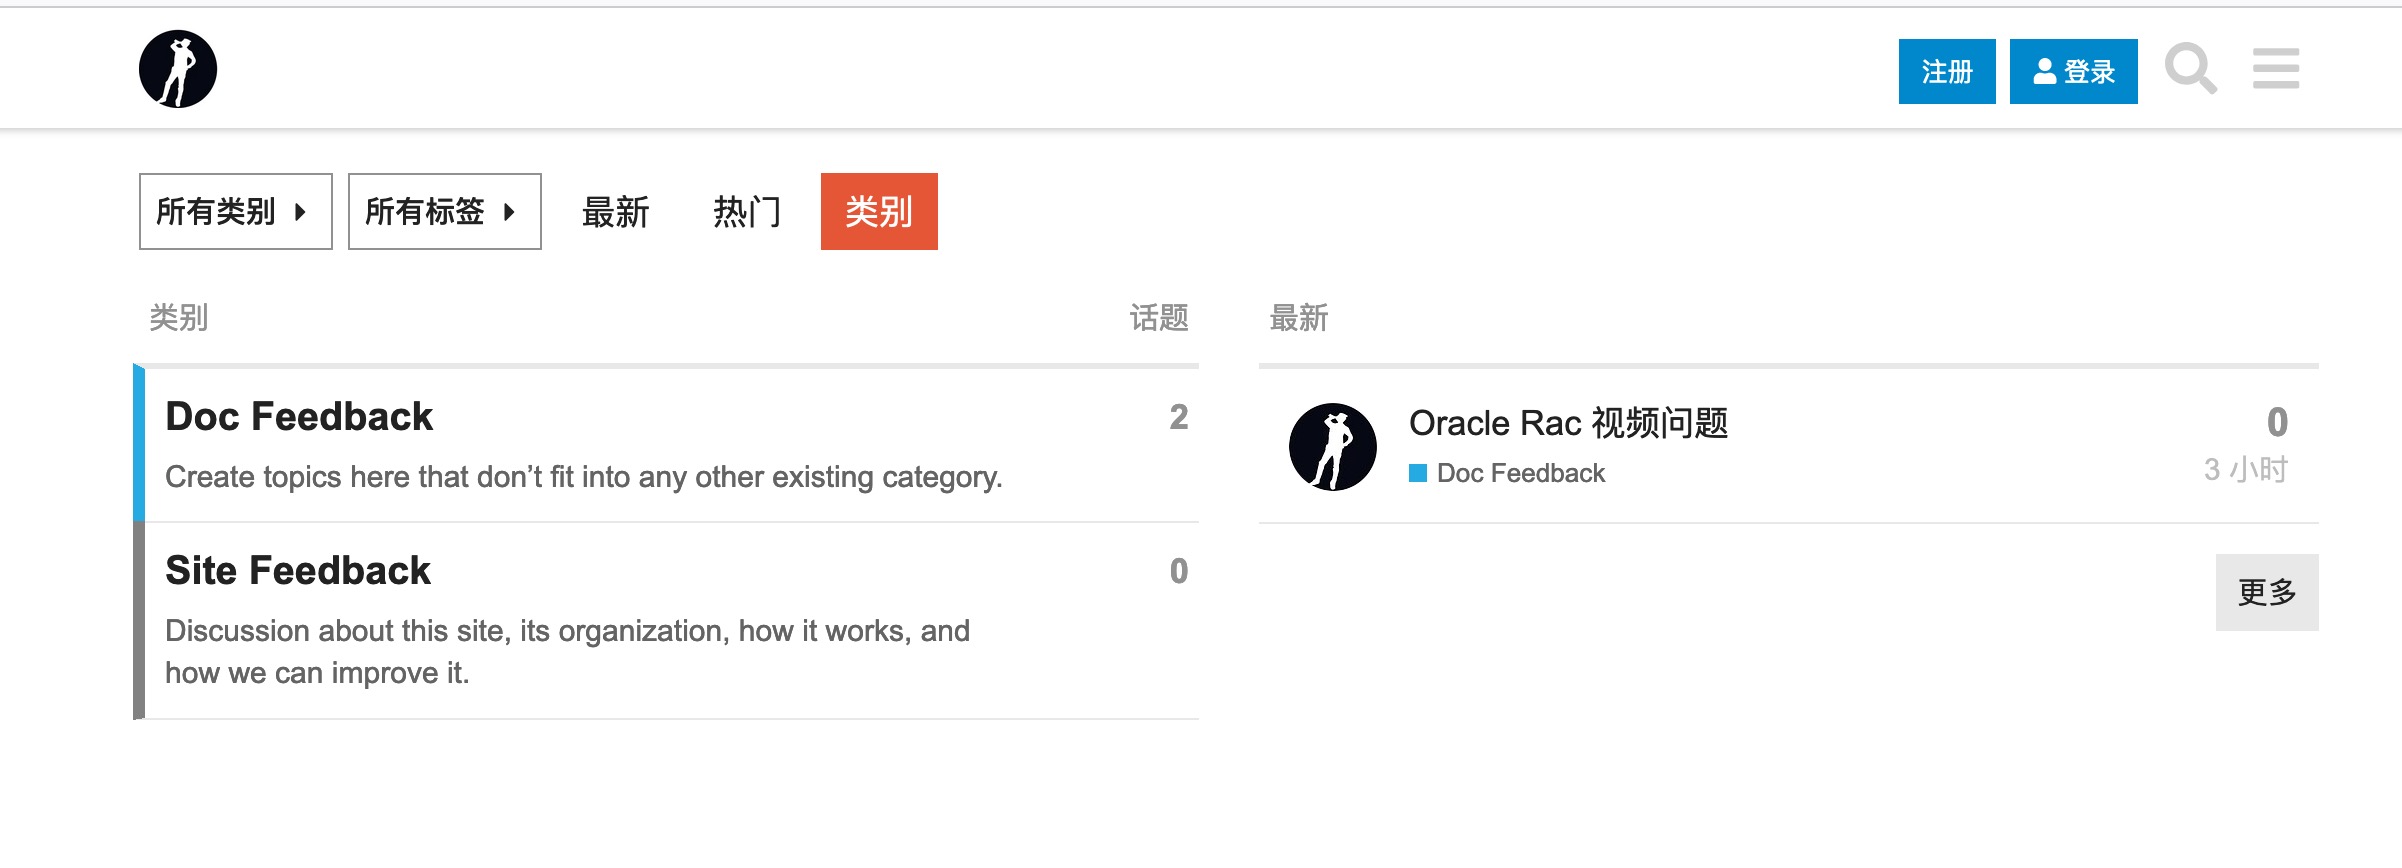 注册
登录
所有类别
所有标签
最新
热门
类别
类别
话题
最新
Doc Feedback
2
Create topics here that don’t fit into any other existing category.
Site Feedback
0
Discussion about this site, its organization, how it works, and
how we can improve it.
Oracle Rac 视频问题
0
Doc Feedback
3 小时
更多